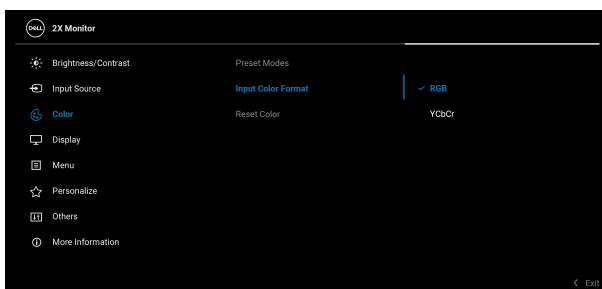 DELL 2X Monitor
Brightness/Contrast Preset Modes
Input Source Input Color Format RGB
Color Reset Color YCbCr
Display
Menu
Personalize
Others
More Information
Exit